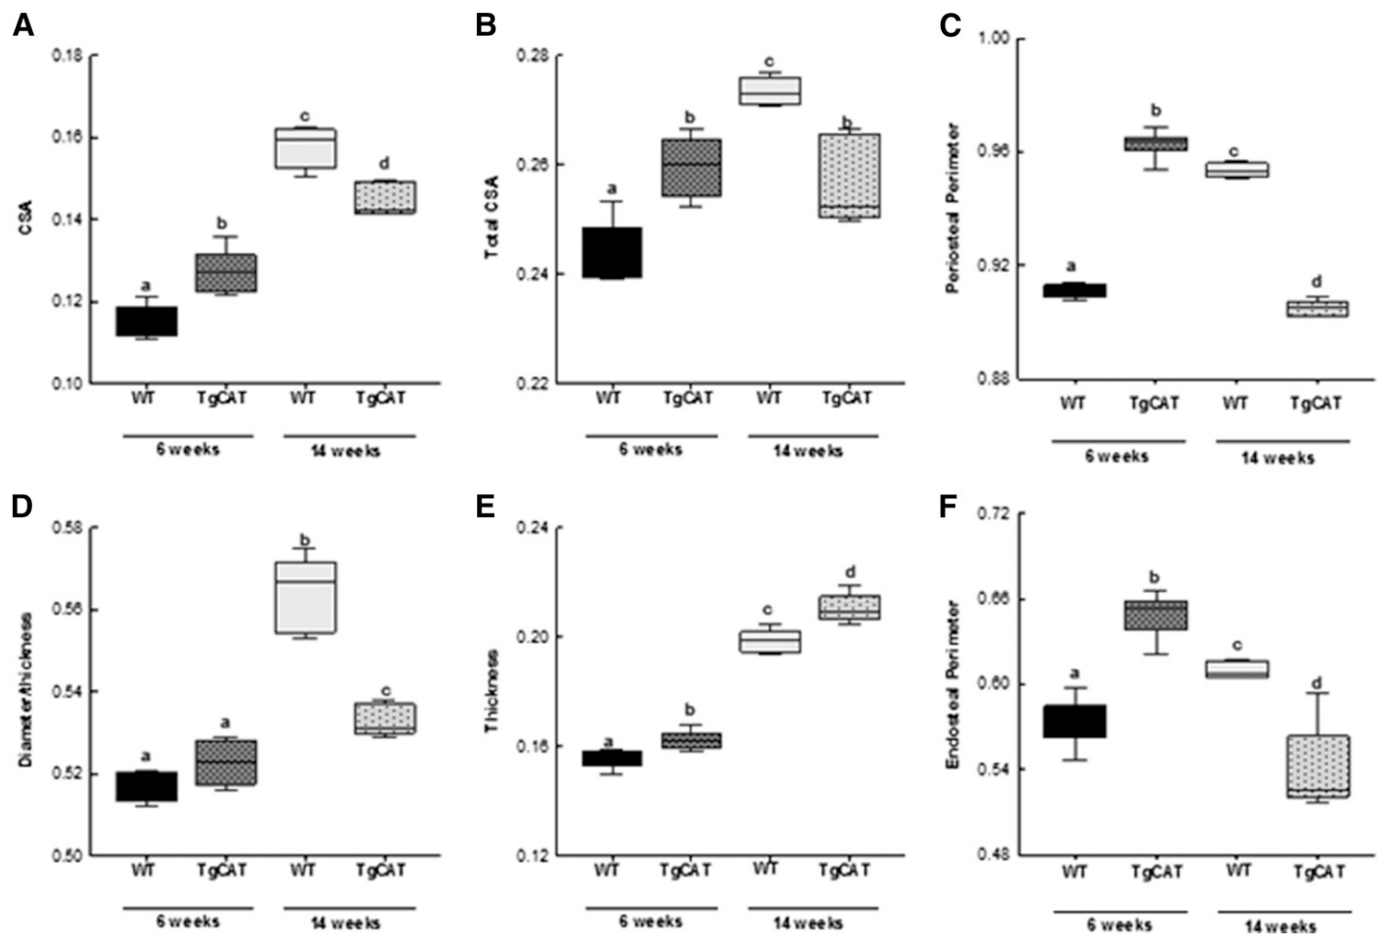 A
0.18
0.16
0.14
0.12
0.10
CSA
a
b
c
d
WT TgCAT WT TgCAT
6 weeks 14 weeks
B
0.28
0.26
0.24
0.22
Total CSA
a
b
c
b
WT TgCAT WT TgCAT
6 weeks 14 weeks
C
1.00
0.96
0.92
0.88
Periosteal Perimeter
a
b
c
d
WT TgCAT WT TgCAT
6 weeks 14 weeks
D
0.58
0.56
0.54
0.52
0.50
Diameter/thickness
a
a
b
c
WT TgCAT WT TgCAT
6 weeks 14 weeks
E
0.24
0.20
0.16
0.12
Thickness
a
b
c
d
WT TgCAT WT TgCAT
6 weeks 14 weeks
F
0.72
0.66
0.60
0.54
0.48
Endosteal Perimeter
a
b
c
d
WT TgCAT WT TgCAT
6 weeks 14 weeks